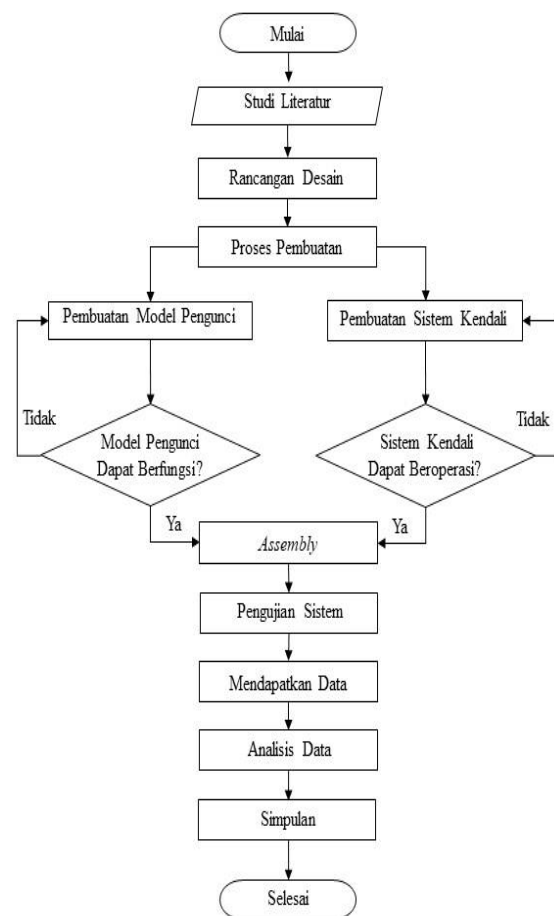 Mulai
Studi Literatur
Rancangan Desain
Proses Pembuatan
Pembuatan Model Pengunci
Pembuatan Sistem Kendali
Tidak
Tidak
Model Pengunci
Dapat Berfungsi?
Sistem Kendali
Dapat Beroperasi?
Ya
Ya
Assembly
Pengujian Sistem
Mendapatkan Data
Analisis Data
Simpulan
Selesai